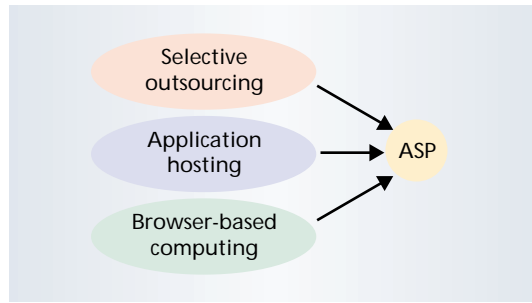 Selective
outsourcing
Application
hosting
ASP
Browser-based
computing